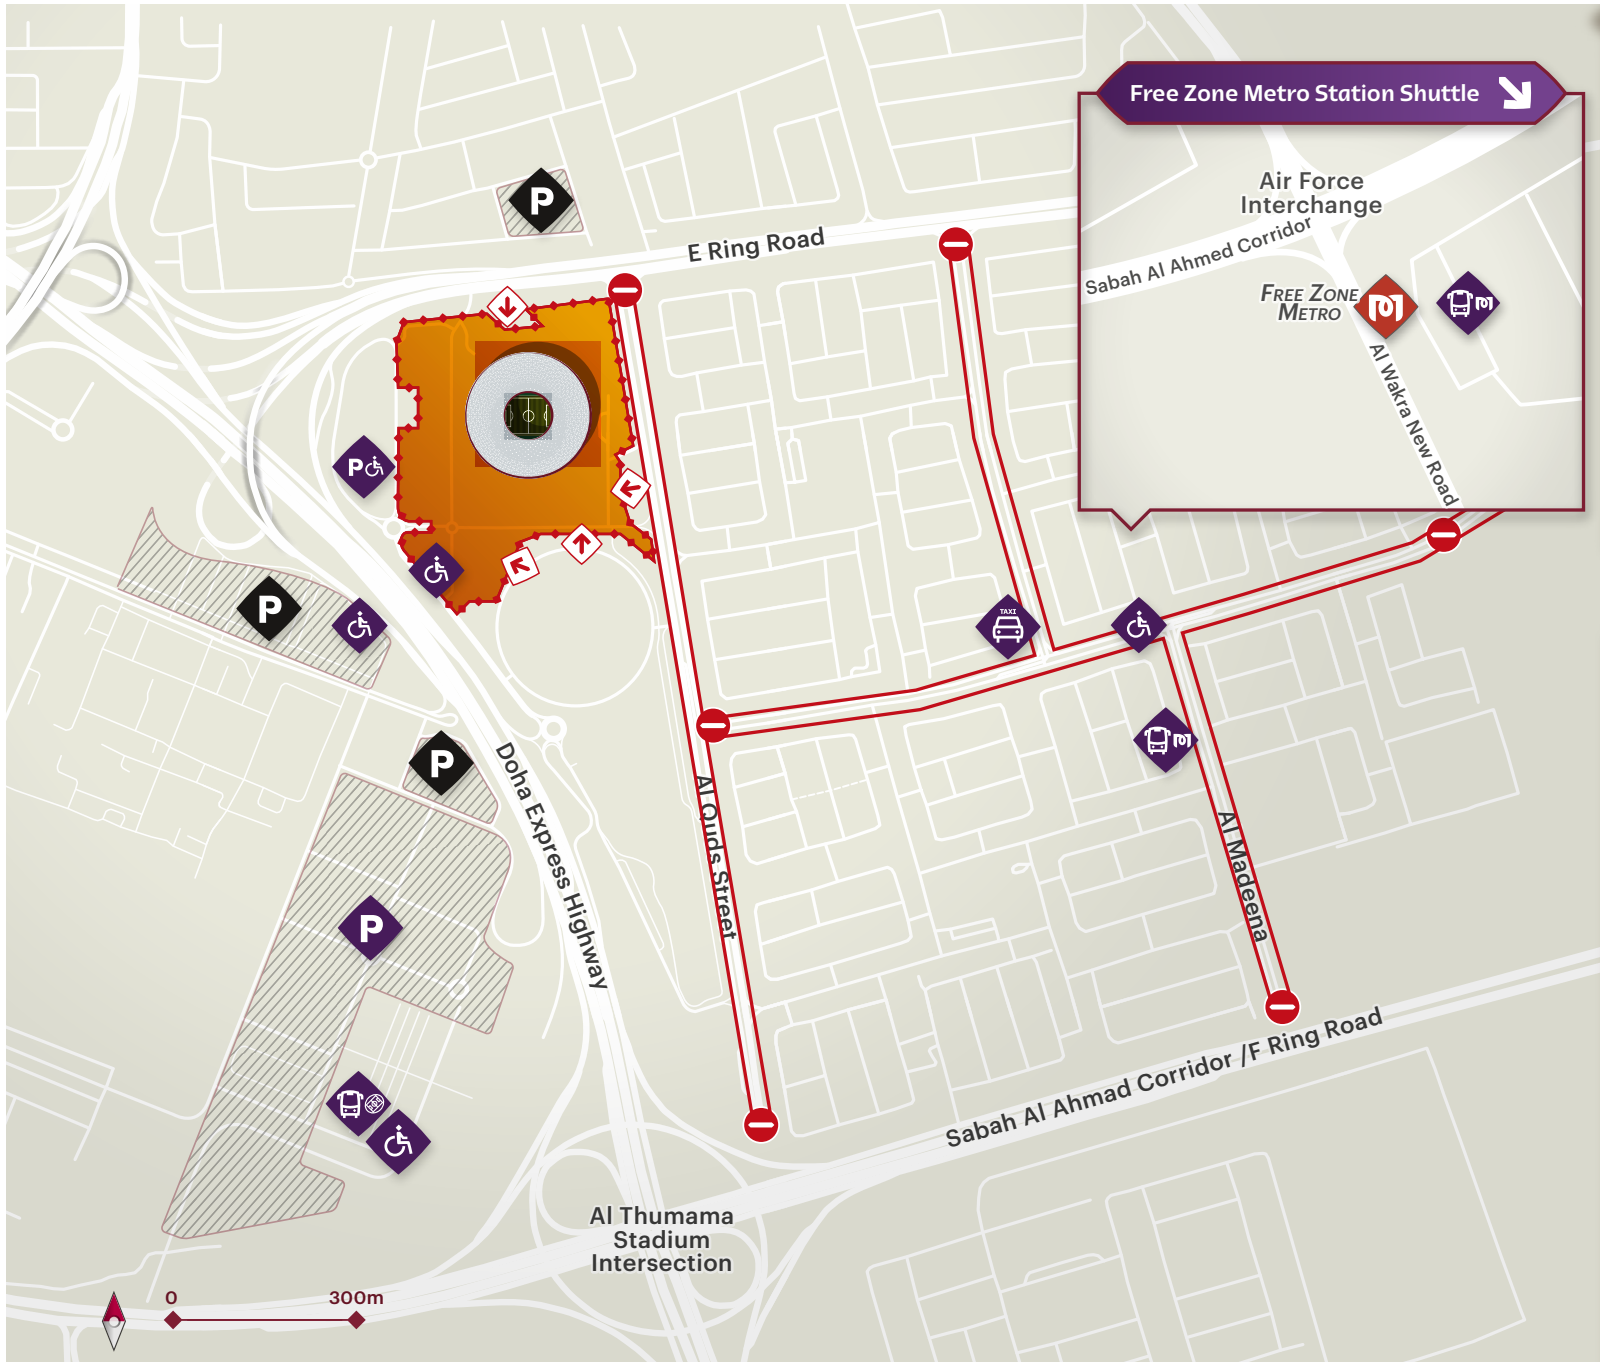 Free Zone Metro Station Shuttle
Air Force
Interchange
Sabah Al Ahmed Corridor
FREE ZONE
METRO
Al Wakra New Road
P
E Ring Road
P
P
TAXI
P
Doha Express Highway
Al Quds Street
Al Madeena
P
Sabah Al Ahmad Corridor /F Ring Road
Al Thumama
Stadium
Intersection
0 300m